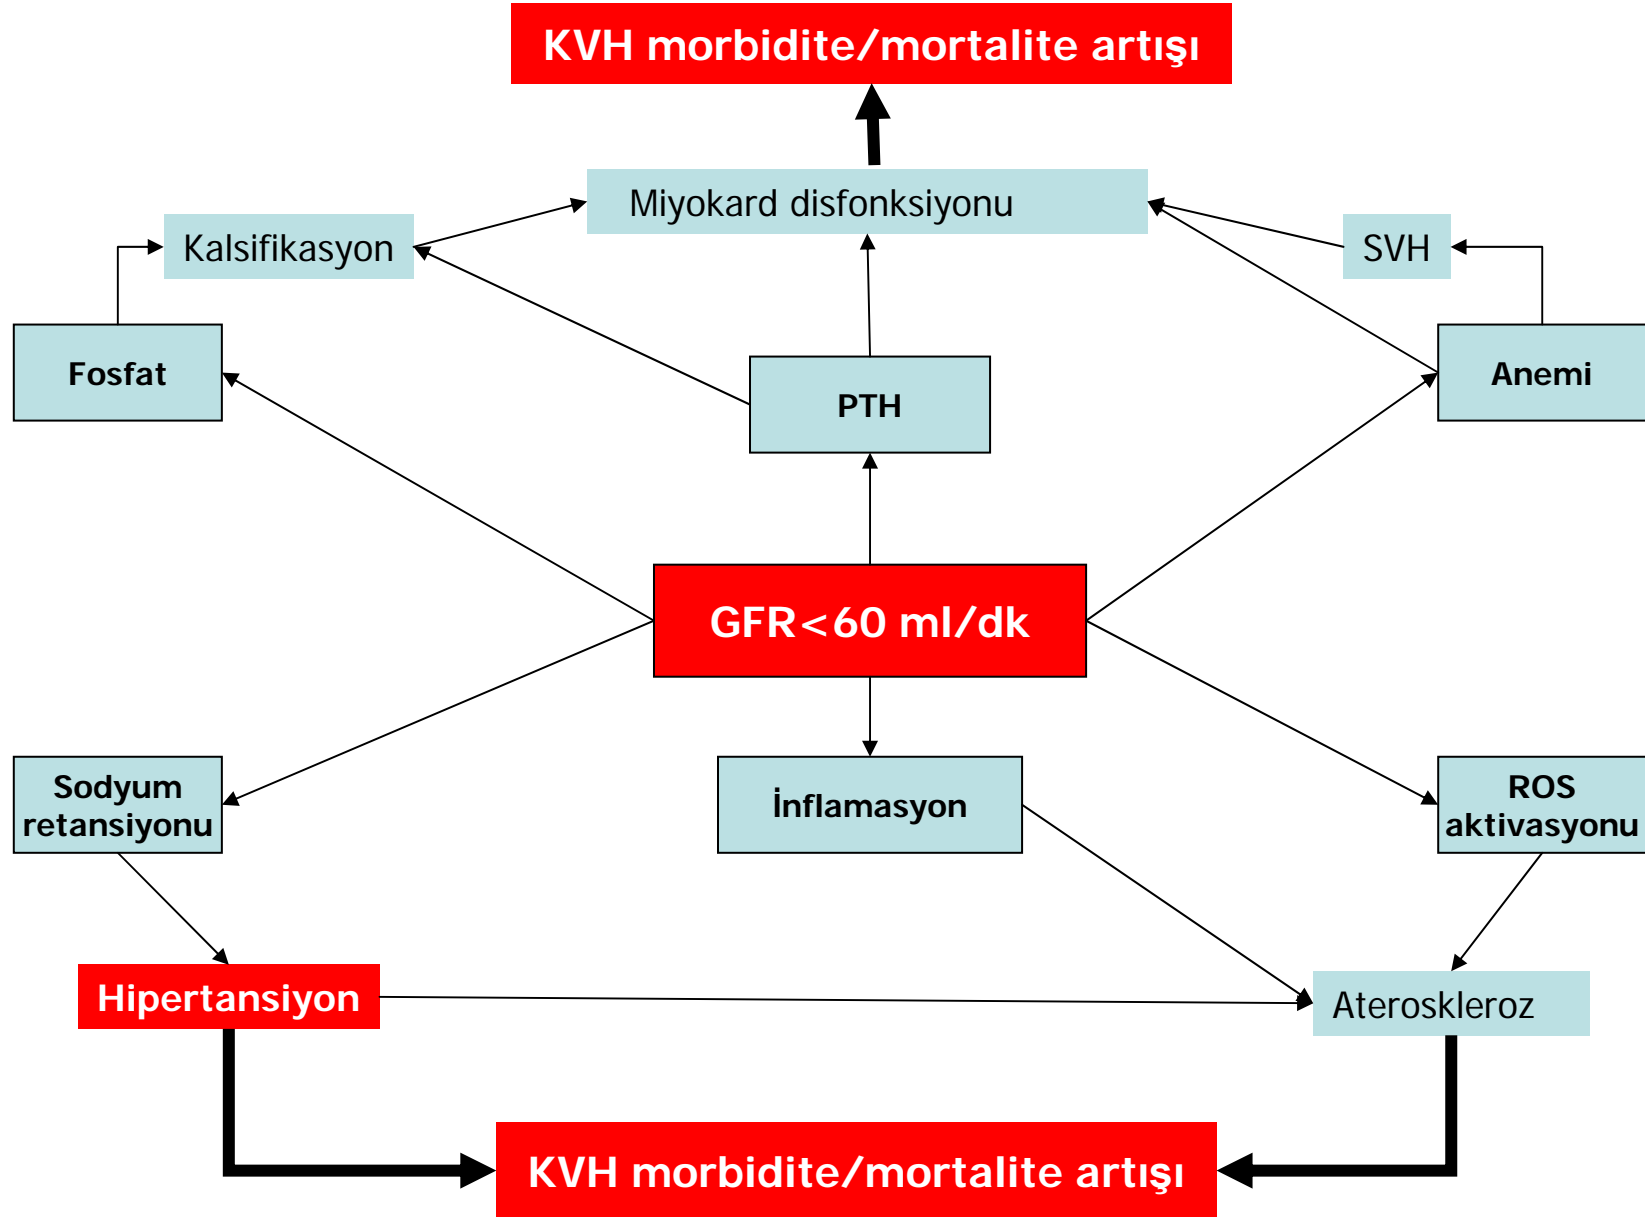 KVH morbidite/mortalite artışı
Miyokard disfonksiyonu
Kalsifikasyon
SVH
Fosfat
PTH
Anemi
GFR<60 ml/dk
Sodyum
retansiyonu
İnflamasyon
ROS
aktivasyonu
Hipertansiyon
Ateroskleroz
KVH morbidite/mortalite artışı